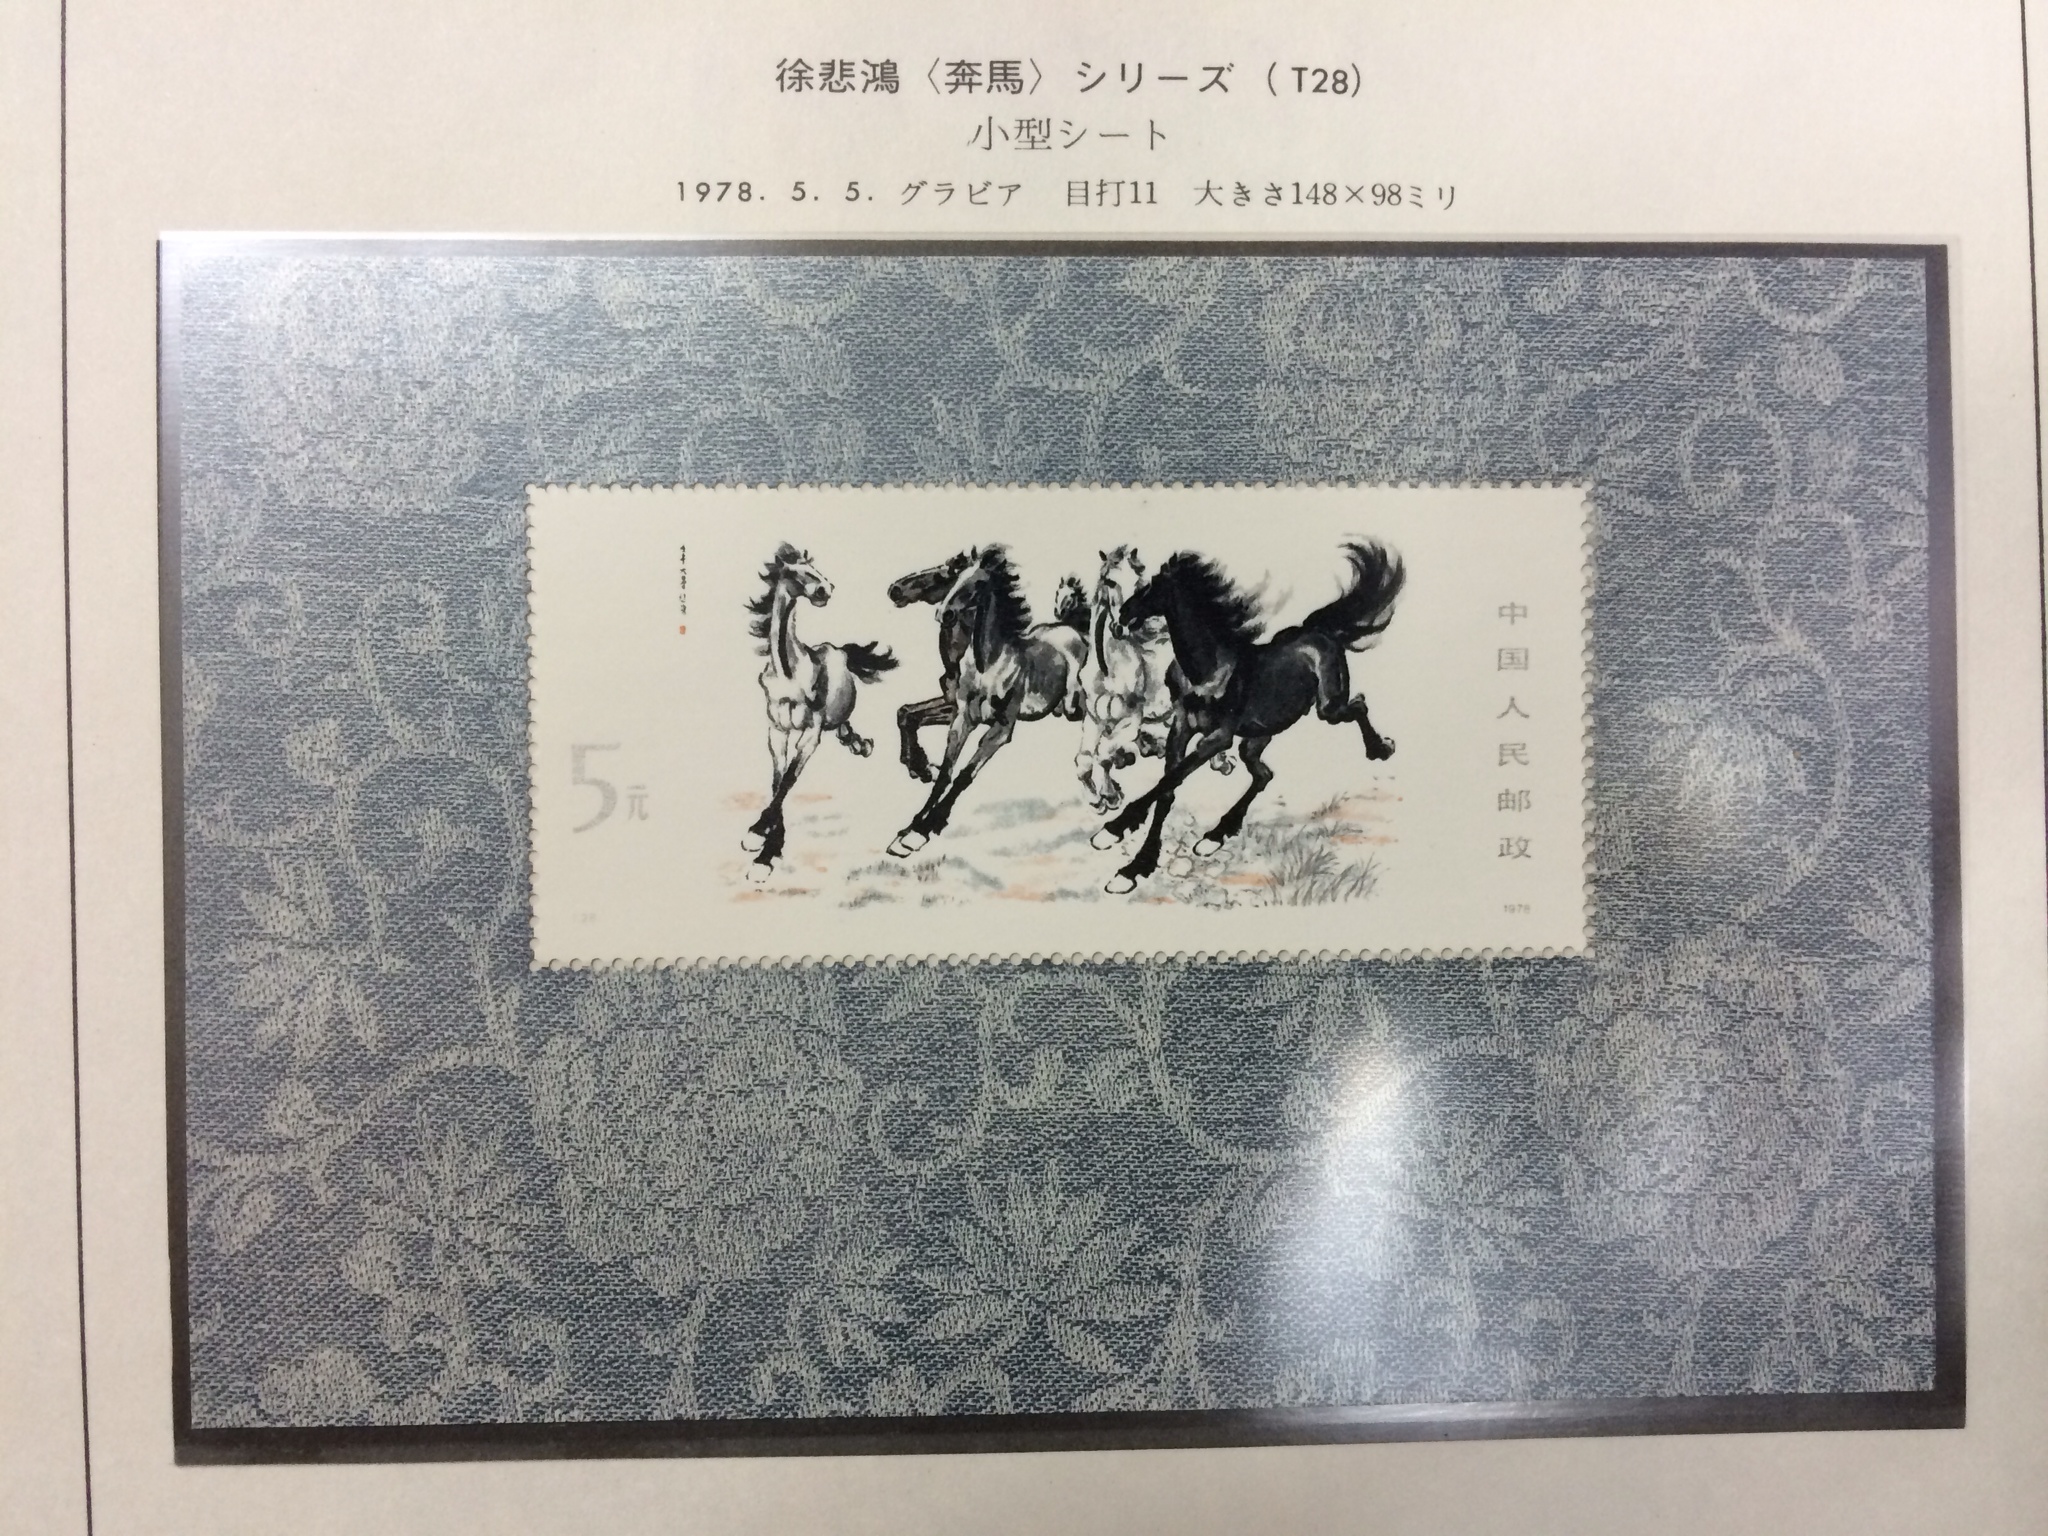 徐悲鴻〈奔馬〉シリーズ（T28）
小型シート
1978. 5. 5. グラビア　目打11　大きさ148×98ミリ
5元
中国人民邮政
28
1978